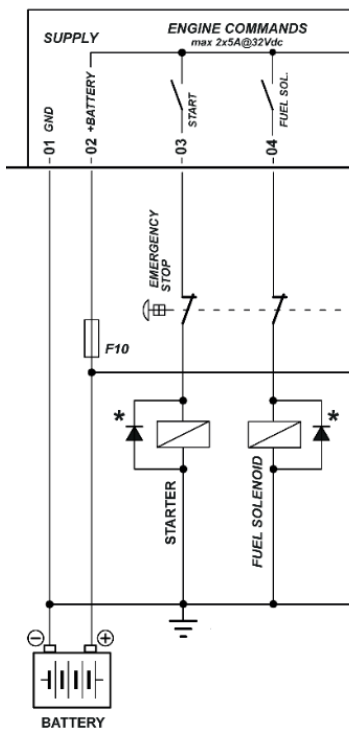 SUPPLY
ENGINE COMMANDS
max 2x5A@32Vdc
01 GND
02 +BATTERY
03
START
04
FUEL SOL.
EMERGENCY
STOP
F10
*
*
STARTER
FUEL SOLENOID
- +
BATTERY